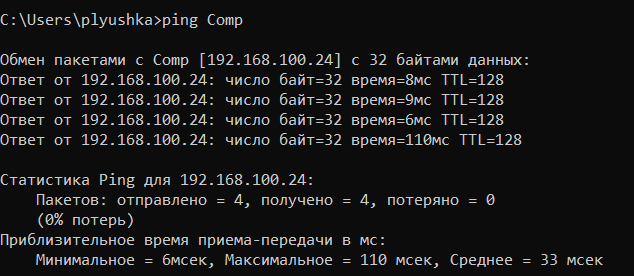 C:\Users\plyushka>ping Comp
Обмен пакетами с Comp [192.168.100.24] с 32 байтами данных:
Ответ от 192.168.100.24: число байт=32 время=8мс TTL=128
Ответ от 192.168.100.24: число байт=32 время=9мс TTL=128
Ответ от 192.168.100.24: число байт=32 время=6мс TTL=128
Ответ от 192.168.100.24: число байт=32 время=110мс TTL=128
Статистика Ping для 192.168.100.24:
Пакетов: отправлено = 4, получено = 4, потеряно = 0
(0% потерь)
Приблизительное время приема-передачи в мс:
Минимальное = 6мсек, Максимальное = 110 мсек, Среднее = 33 мсек